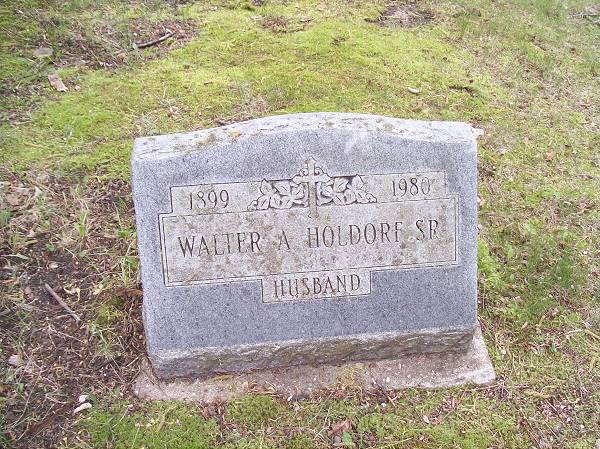 1899 1980
WALTER A HOLDORF SR
HUSBAND